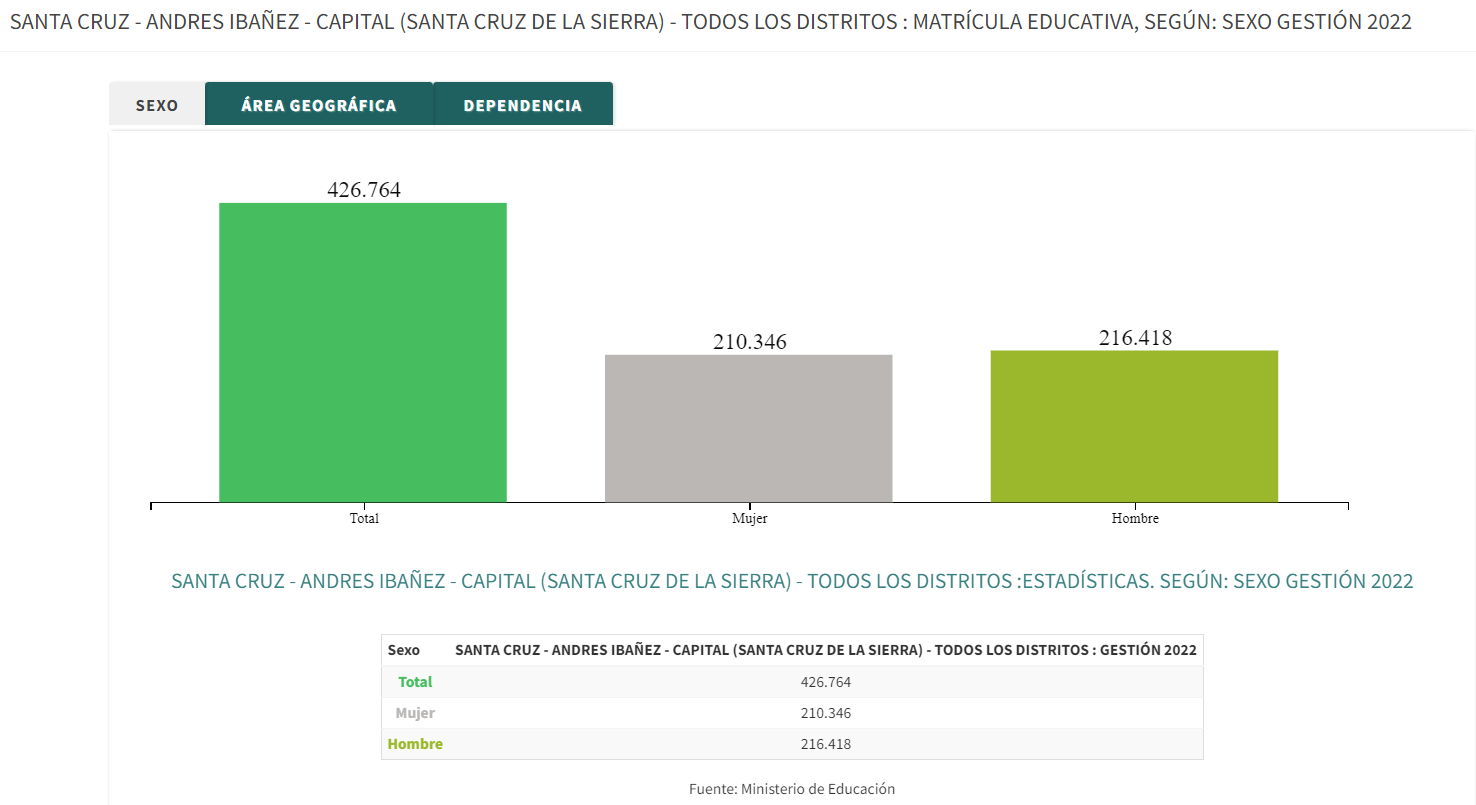 SANTA CRUZ - ANDRES IBAÑEZ - CAPITAL (SANTA CRUZ DE LA SIERRA) - TODOS LOS DISTRITOS : MATRÍCULA EDUCATIVA, SEGÚN: SEXO GESTIÓN 2022
SEXO ÁREA GEOGRÁFICA DEPENDENCIA
426.764
210.346
216.418
Total Mujer Hombre
SANTA CRUZ - ANDRES IBAÑEZ - CAPITAL (SANTA CRUZ DE LA SIERRA) - TODOS LOS DISTRITOS :ESTADÍSTICAS. SEGÚN: SEXO GESTIÓN 2022
Sexo SANTA CRUZ - ANDRES IBAÑEZ - CAPITAL (SANTA CRUZ DE LA SIERRA) - TODOS LOS DISTRITOS : GESTIÓN 2022
Total 426.764
Mujer 210.346
Hombre 216.418
Fuente: Ministerio de Educación